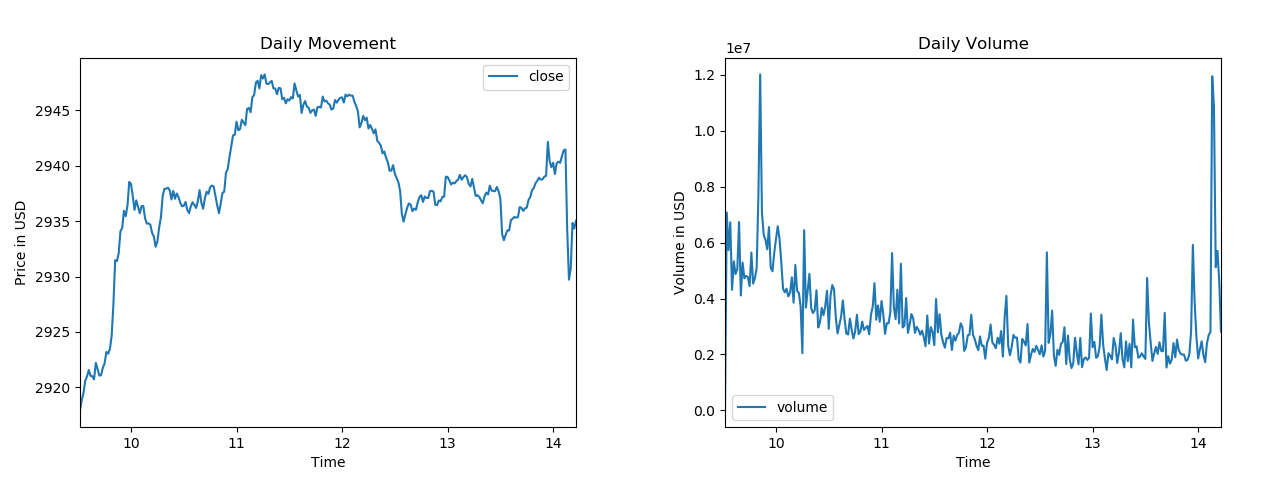 Daily Movement
close
2945
2940
2935
2930
2925
2920
Price in USD
10 11 12 13 14
Time
Daily Volume
1e7
1.2
1.0
0.8
0.6
0.4
0.2
0.0
Volume in USD
volume
10 11 12 13 14
Time